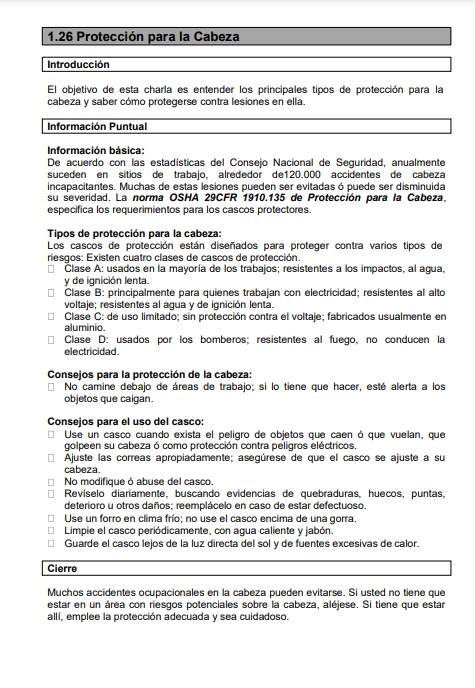 1.26 Protección para la Cabeza
Introducción
El objetivo de esta charla es entender los principales tipos de protección para la
cabeza y saber cómo protegerse contra lesiones en ella.
Información Puntual
Información básica:
De acuerdo con las estadísticas del Consejo Nacional de Seguridad, anualmente
suceden en sitios de trabajo, alrededor de120.000 accidentes de cabeza
incapacitantes. Muchas de estas lesiones pueden ser evitadas ó puede ser disminuida
su severidad. La norma OSHA 29CFR 1910.135 de Protección para la Cabeza,
especifica los requerimientos para los cascos protectores.
Tipos de protección para la cabeza:
Los cascos de protección están diseñados para proteger contra varios tipos de
riesgos: Existen cuatro clases de cascos de protección.
□ Clase A: usados en la mayoría de los trabajos; resistentes a los impactos, al agua,
y de ignición lenta.
□ Clase B: principalmente para quienes trabajan con electricidad; resistentes al alto
voltaje; resistentes al agua y de ignición lenta.
□ Clase C: de uso limitado; sin protección contra el voltaje; fabricados usualmente en
aluminio.
□ Clase D: usados por los bomberos; resistentes al fuego, no conducen la
electricidad.
Consejos para la protección de la cabeza:
□ No camine debajo de áreas de trabajo; si lo tiene que hacer, esté alerta a los
objetos que caigan.
Consejos para el uso del casco:
□ Use un casco cuando exista el peligro de objetos que caen ó que vuelan, que
golpeen su cabeza ó como protección contra peligros eléctricos.
□ Ajuste las correas apropiadamente; asegúrese de que el casco se ajuste a su
cabeza.
□ No modifique ó abuse del casco.
□ Revíselo diariamente, buscando evidencias de quebraduras, huecos, puntas,
deterioro u otros daños; reemplácelo en caso de estar defectuoso.
□ Use un forro en clima frío; no use el casco encima de una gorra.
□ Limpie el casco periódicamente, con agua caliente y jabón.
□ Guarde el casco lejos de la luz directa del sol y de fuentes excesivas de calor.
Cierre
Muchos accidentes ocupacionales en la cabeza pueden evitarse. Si usted no tiene que
estar en un área con riesgos potenciales sobre la cabeza, aléjese. Si tiene que estar
allí, emplee la protección adecuada y sea cuidadoso.